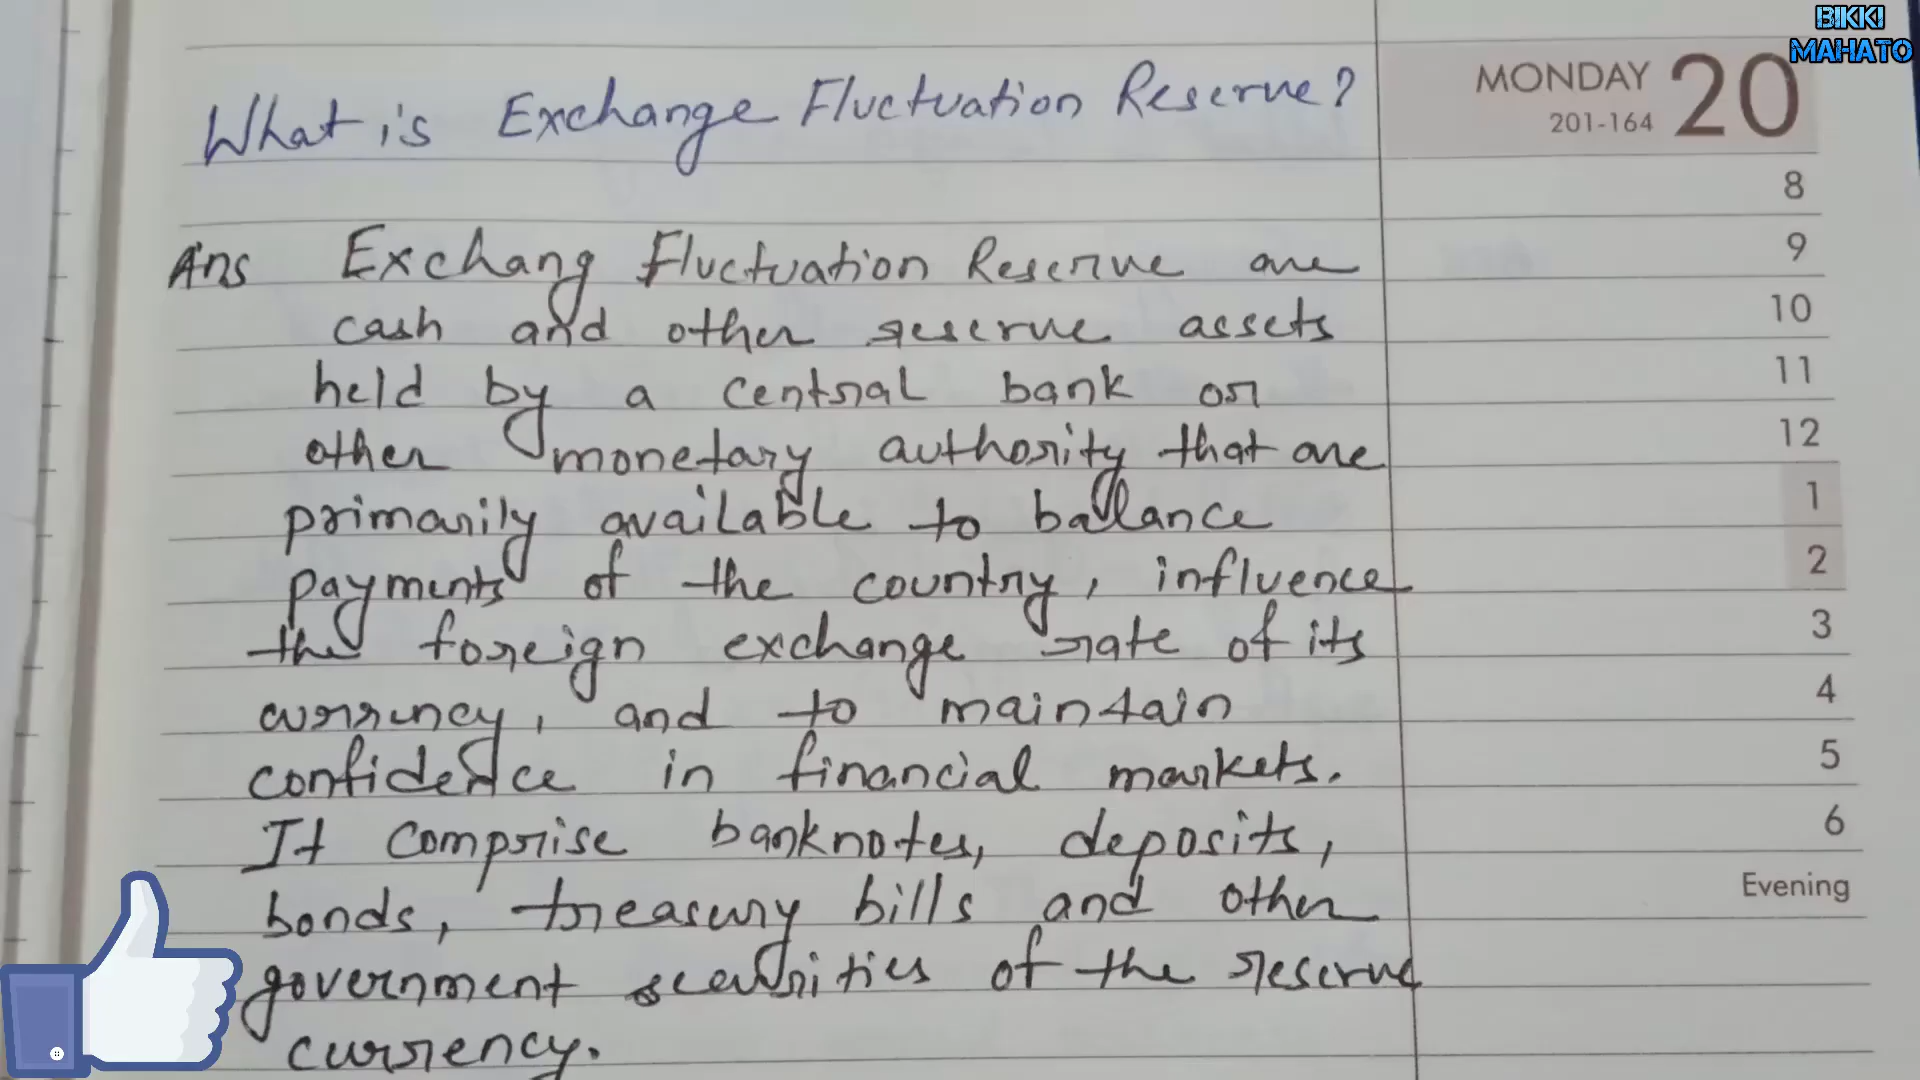 BIKKI
MAHATO
MONDAY 20
201-164
What is Exchange Fluctuation Reserve?
Ans Exchang Fluctuation Reserve are
cash and other reserve assets
held by a central bank or
other monetary authority that are
primarily available to ballance
payments of the country, influence
the foreign exchange rate of its
currency, and to maintain
confidence in financial markets.
It comprise banknotes, deposits,
bonds, treasury bills and other
government securities of the reserve
currency.
8
9
10
11
12
1
2
3
4
5
6
Evening